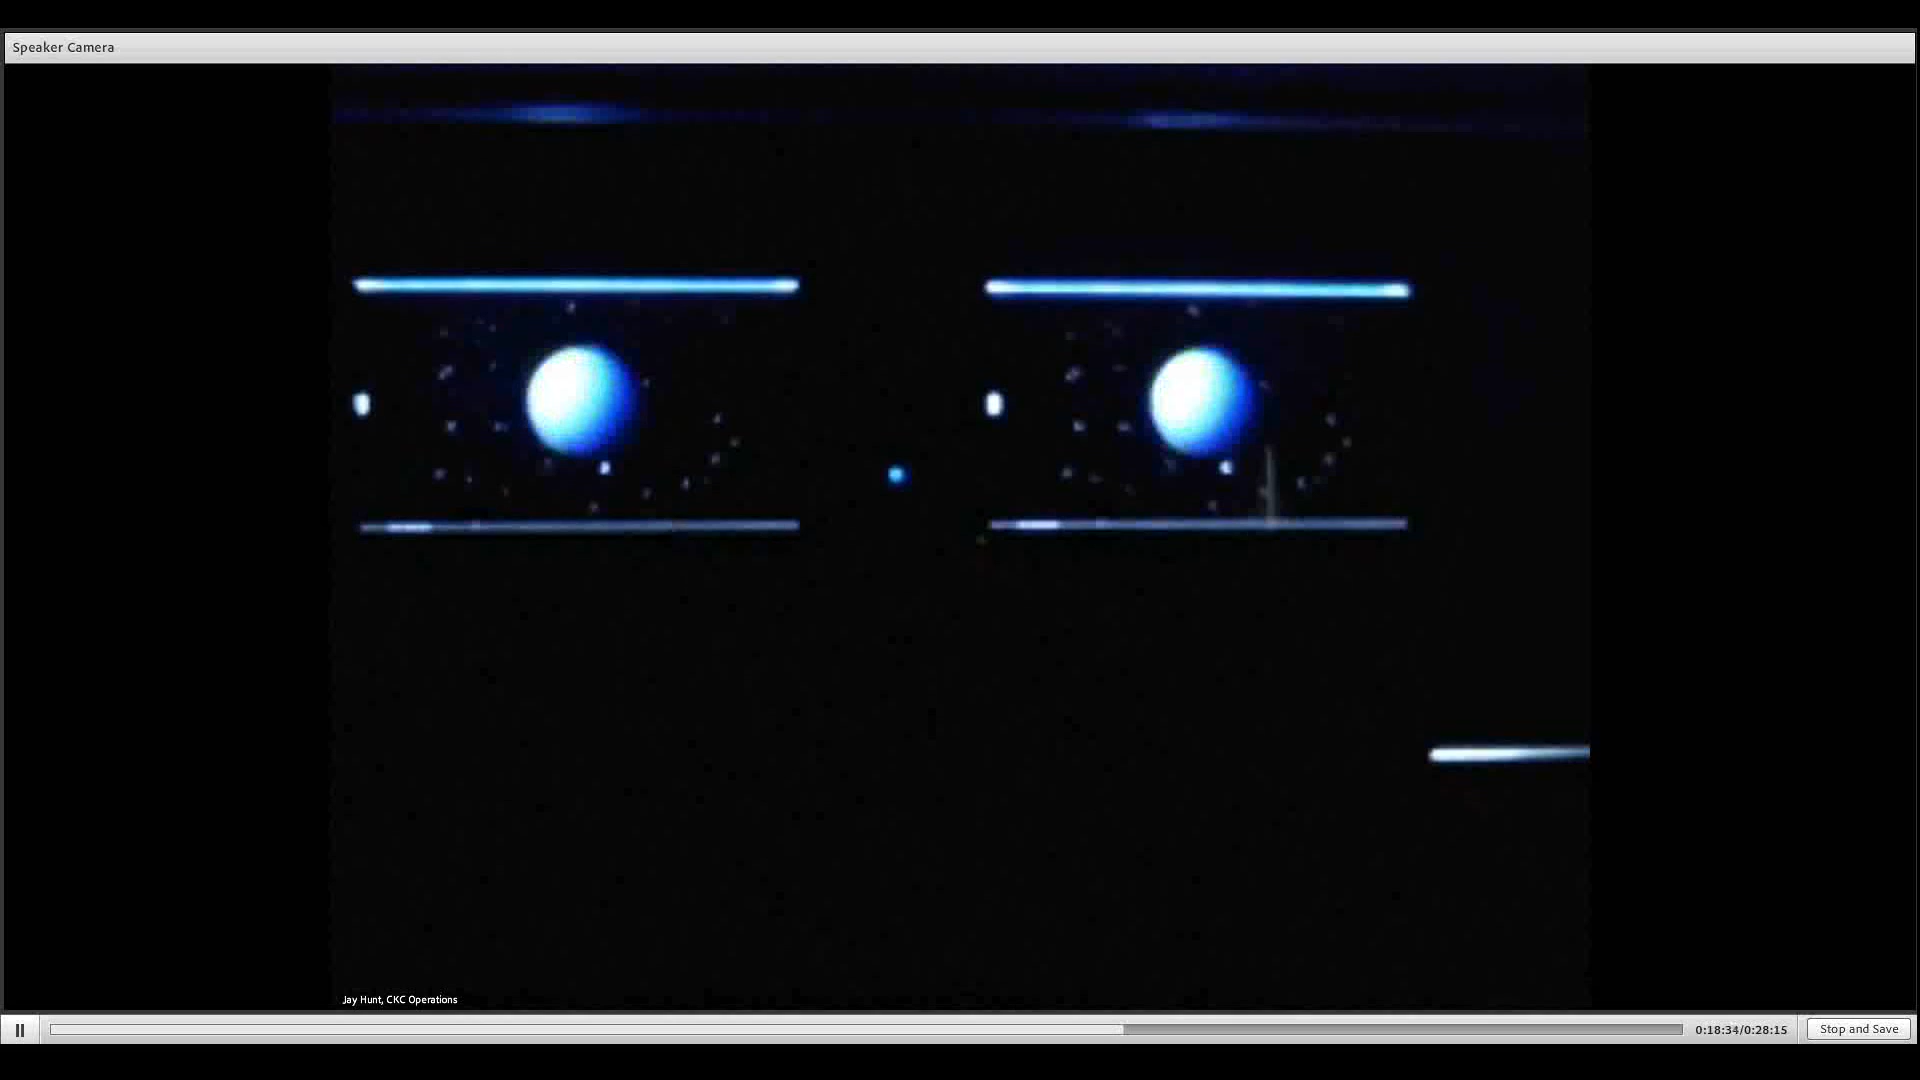 Speaker Camera
Jay Hunt, CKC Operations
0:18:34/0:28:15
Stop and Save